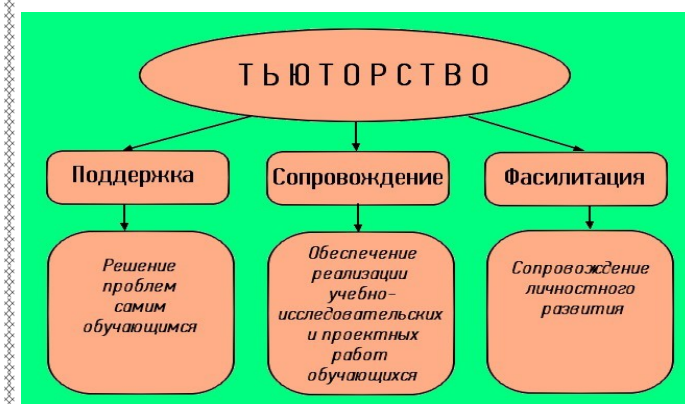 ТЬЮТОРСТВО
Поддержка
Сопровождение
Фасилитация
Решение
проблем
самим
обучающимся
Обеспечение
реализации
учебно-
исследовательских
и проектных
работ
обучающихся
Сопровождение
личностного
развития